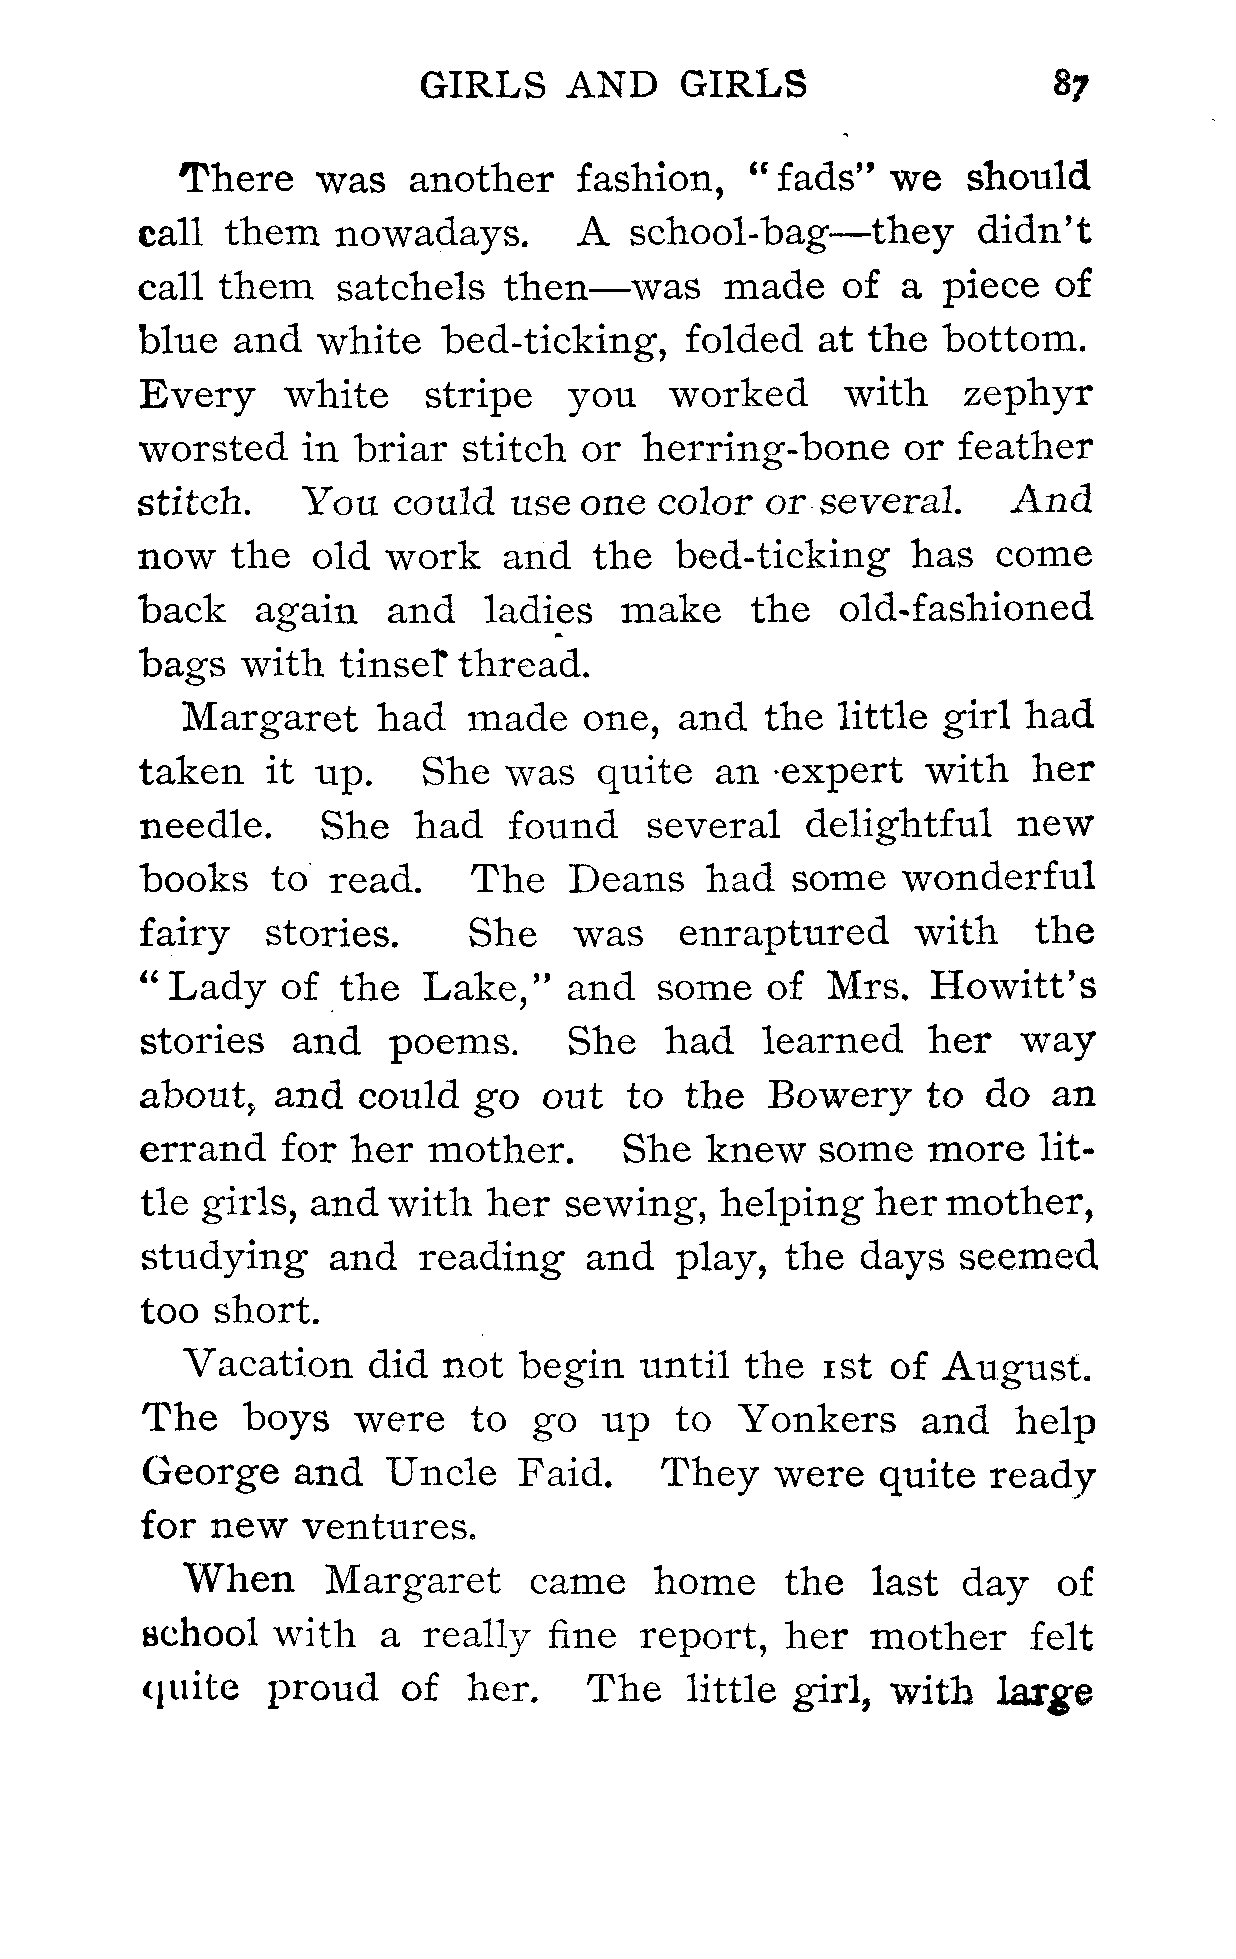 GIRLS AND GIRLS 87
There was another fashion, "fads" we should
call them nowadays. A school-bag—they didn't
call them satchels then—was made of a piece of
blue and white bed-ticking, folded at the bottom.
Every white stripe you worked with zephyr
worsted in briar stitch or herring-bone or feather
stitch. You could use one color or several. And
now the old work and the bed-ticking has come
back again and ladies make the old-fashioned
bags with tinsel thread.
Margaret had made one, and the little girl had
taken it up. She was quite an expert with her
needle. She had found several delightful new
books to read. The Deans had some wonderful
fairy stories. She was enraptured with the
"Lady of the Lake," and some of Mrs. Howitt's
stories and poems. She had learned her way
about, and could go out to the Bowery to do an
errand for her mother. She knew some more lit-
tle girls, and with her sewing, helping her mother,
studying and reading and play, the days seemed
too short.
Vacation did not begin until the 1st of August.
The boys were to go up to Yonkers and help
George and Uncle Faid. They were quite ready
for new ventures.
When Margaret came home the last day of
school with a really fine report, her mother felt
quite proud of her. The little girl, with large